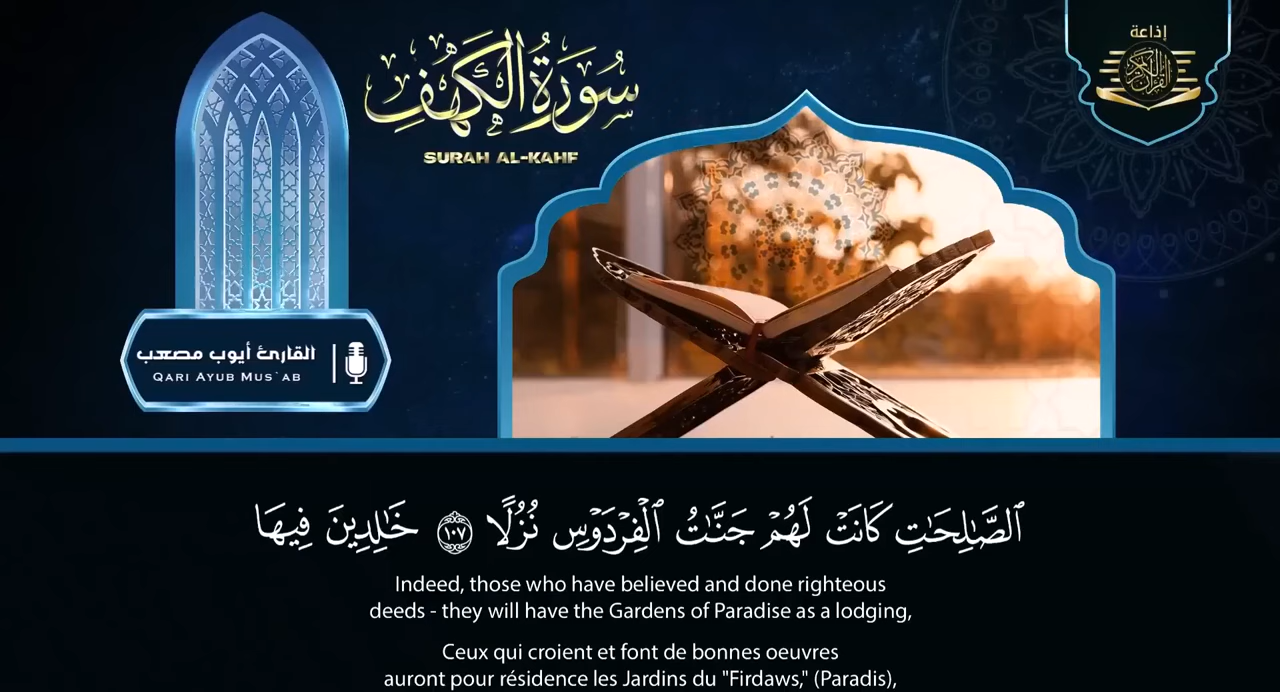 سُورَةُ الكَهْفِ
SURAH AL-KAHF
إذاعة
القرآن الكريم
القارئ أيوب مصعب
QARI AYUB MUS`AB
ٱلصَّٰلِحَٰتِ كَانَتْ لَهُمْ جَنَّٰتُ ٱلْفِرْدَوْسِ نُزُلًا ١٠٧ خَٰلِدِينَ فِيهَا
Indeed, those who have believed and done righteous
deeds - they will have the Gardens of Paradise as a lodging,
Ceux qui croient et font de bonnes oeuvres
auront pour résidence les Jardins du "Firdaws," (Paradis),